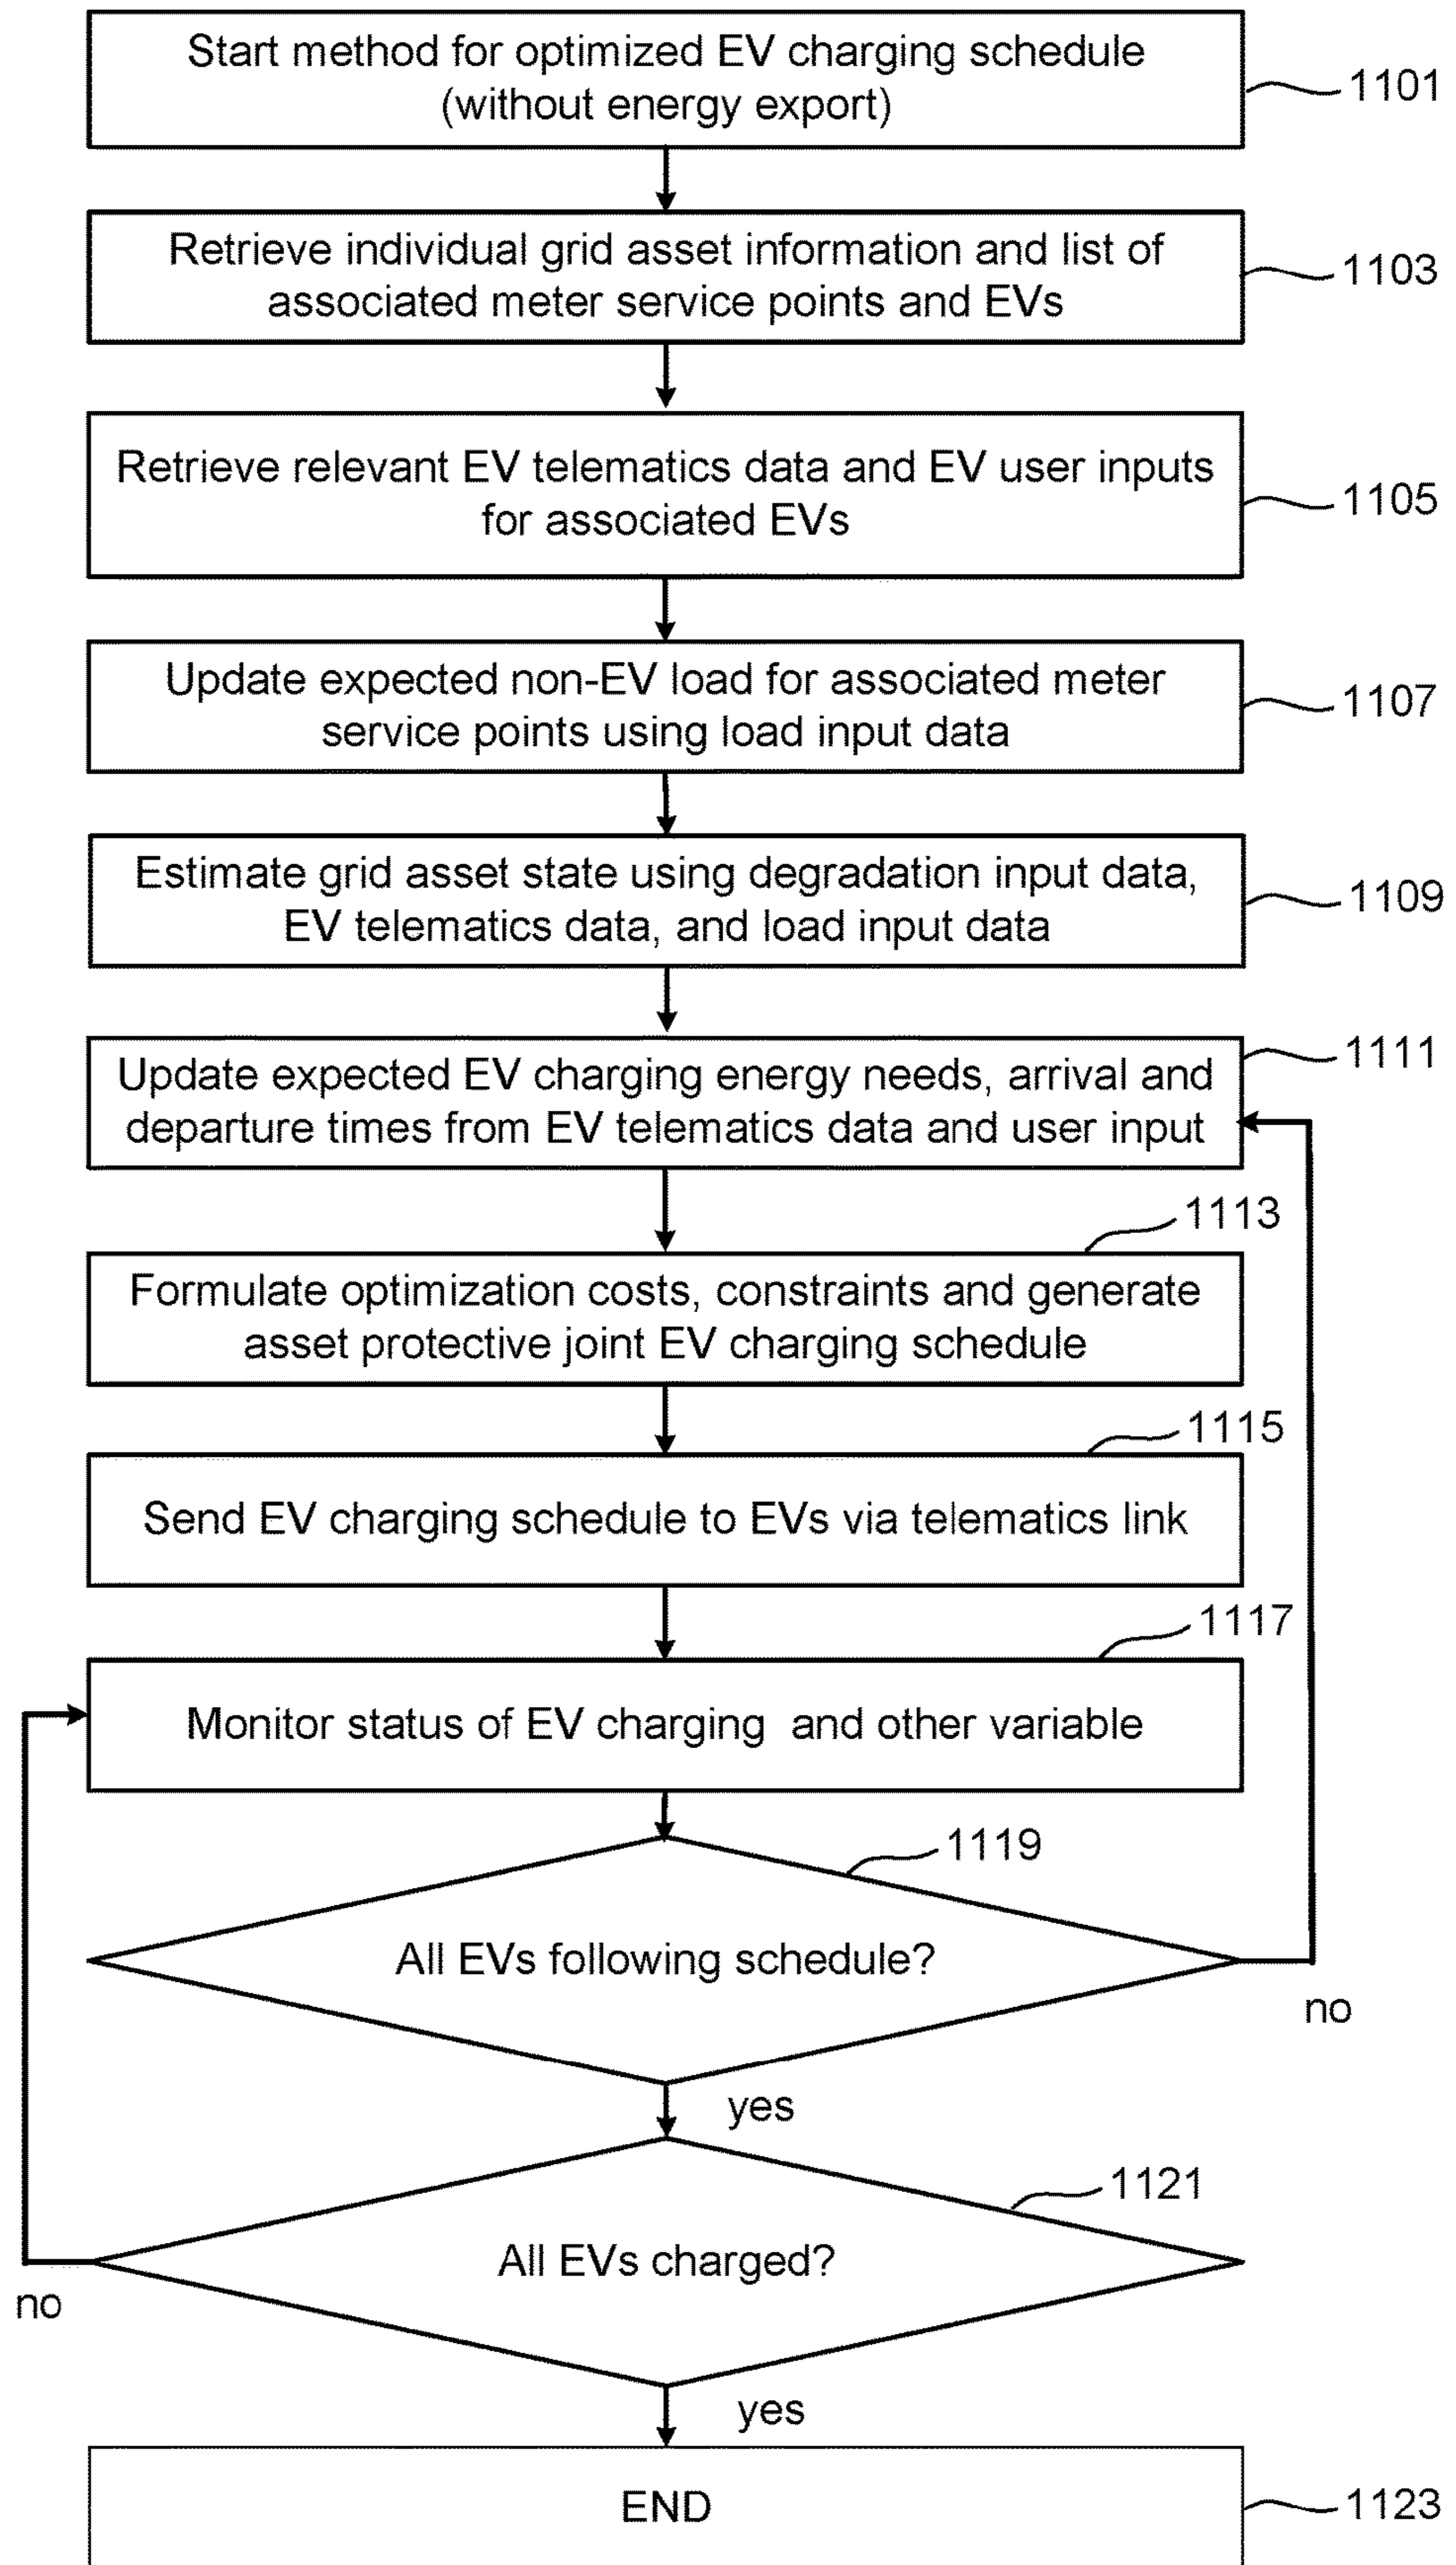 Start method for optimized EV charging schedule
(without energy export)
1101
Retrieve individual grid asset information and list of
associated meter service points and EVs
1103
Retrieve relevant EV telematics data and EV user inputs
for associated EVs
1105
Update expected non-EV load for associated meter
service points using load input data
1107
Estimate grid asset state using degradation input data,
EV telematics data, and load input data
1109
Update expected EV charging energy needs, arrival and
departure times from EV telematics data and user input
1111
1113
Formulate optimization costs, constraints and generate
asset protective joint EV charging schedule
1115
Send EV charging schedule to EVs via telematics link
1117
Monitor status of EV charging  and other variable
1119
All EVs following schedule?
no
yes
1121
All EVs charged?
no
yes
END
1123